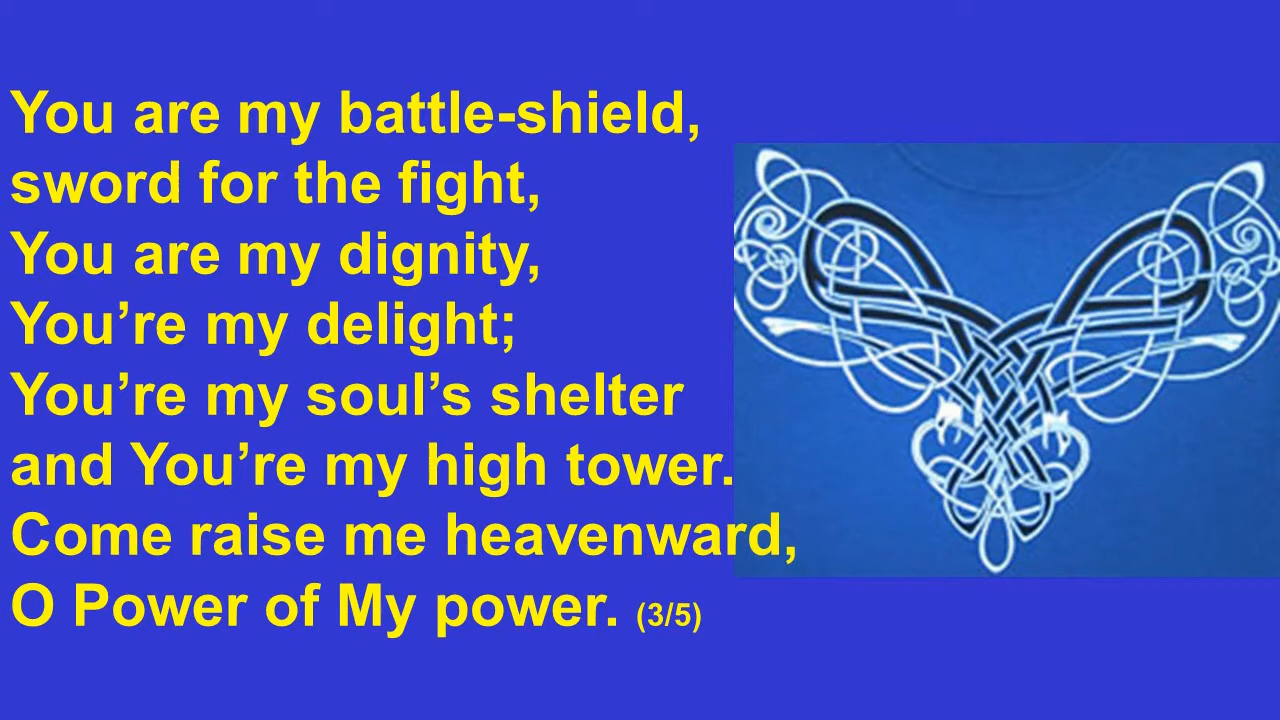 You are my battle-shield,
sword for the fight,
You are my dignity,
You’re my delight;
You’re my soul’s shelter
and You’re my high tower.
Come raise me heavenward,
O Power of My power. (3/5)